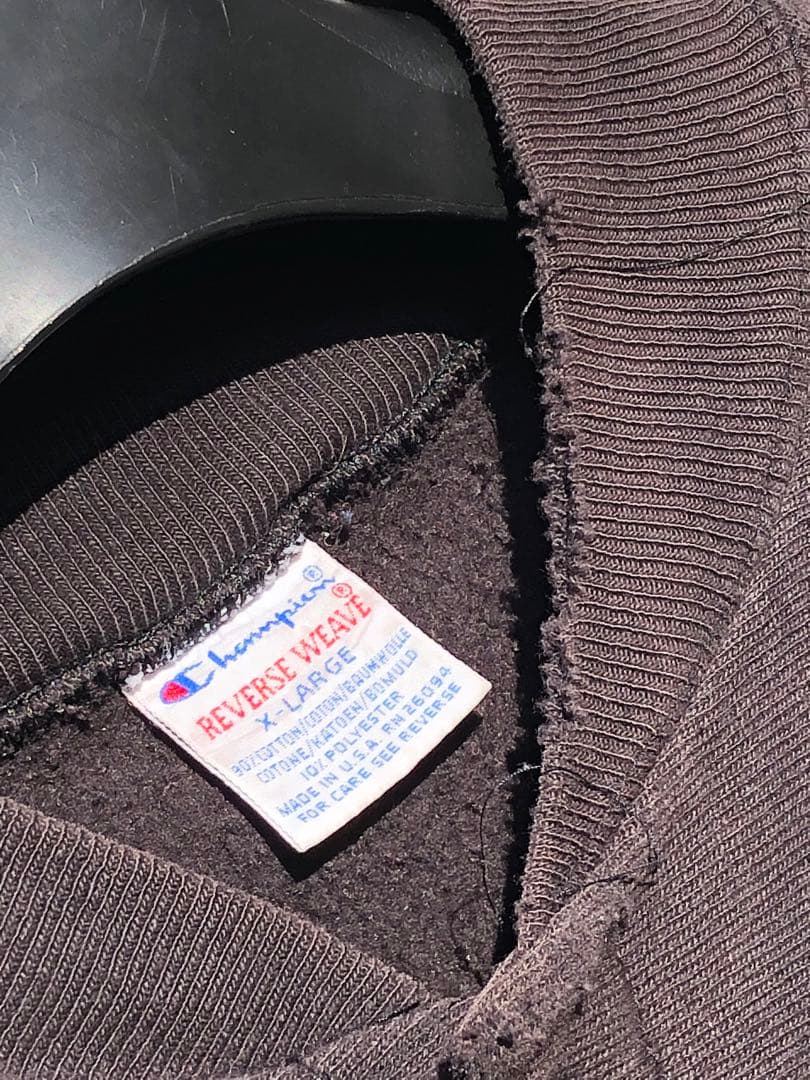 Champion®
REVERSE WEAVE®
X-LARGE
90%COTTON/COTON/BAUMWOLLE
COTONE/KATOEN/BOMULD
10% POLYESTER
MADE IN U.S.A. RN 26094
FOR CARE SEE REVERSE